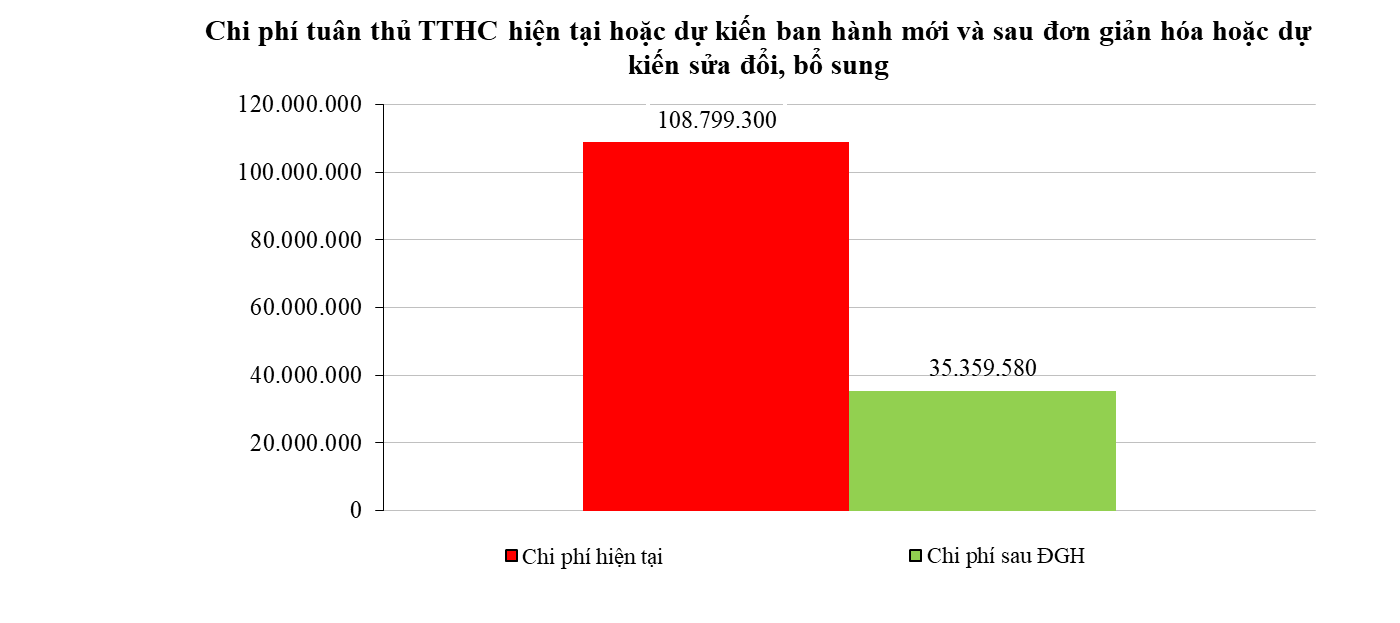 Chi phí tuân thủ TTHC hiện tại hoặc dự kiến ban hành mới và sau đơn giản hóa hoặc dự
kiến sửa đổi, bổ sung
120.000.000
108.799.300
100.000.000
80.000.000
60.000.000
40.000.000
35.359.580
20.000.000
0
Chi phí hiện tại
Chi phí sau ĐGH